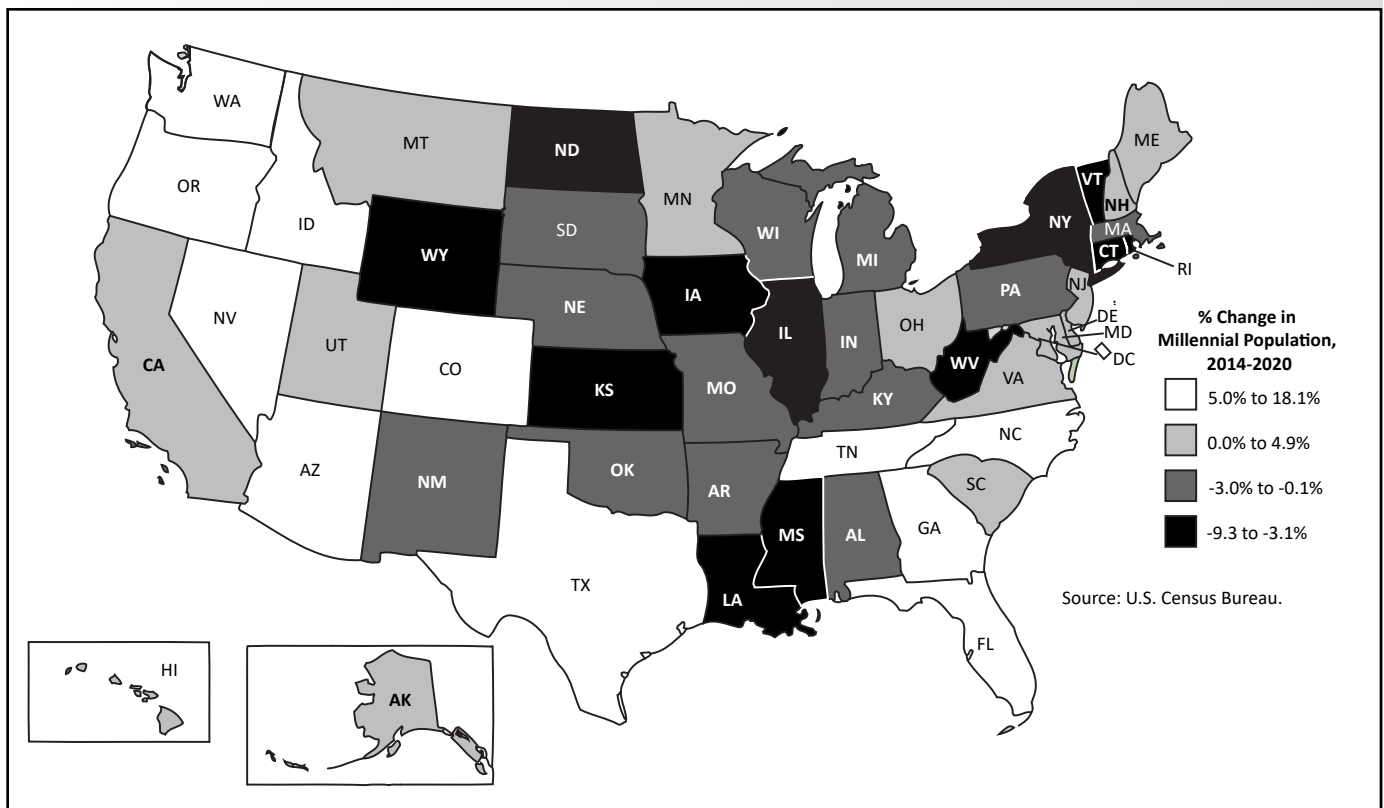 WA
MT
ND
ME
OR
ID
MN
VT
NH
SD
WI
NY
MA
WY
MI
CT
RI
IA
NE
PA
NJ
NV
UT
IL
IN
OH
DE
MD
DC
CA
CO
WV
VA
KS
MO
KY
AZ
NM
OK
TN
NC
AR
SC
MS
AL
GA
TX
LA
FL
HI
AK
% Change in
Millennial Population,
2014-2020
5.0% to 18.1%
0.0% to 4.9%
-3.0% to -0.1%
-9.3 to -3.1%
Source: U.S. Census Bureau.